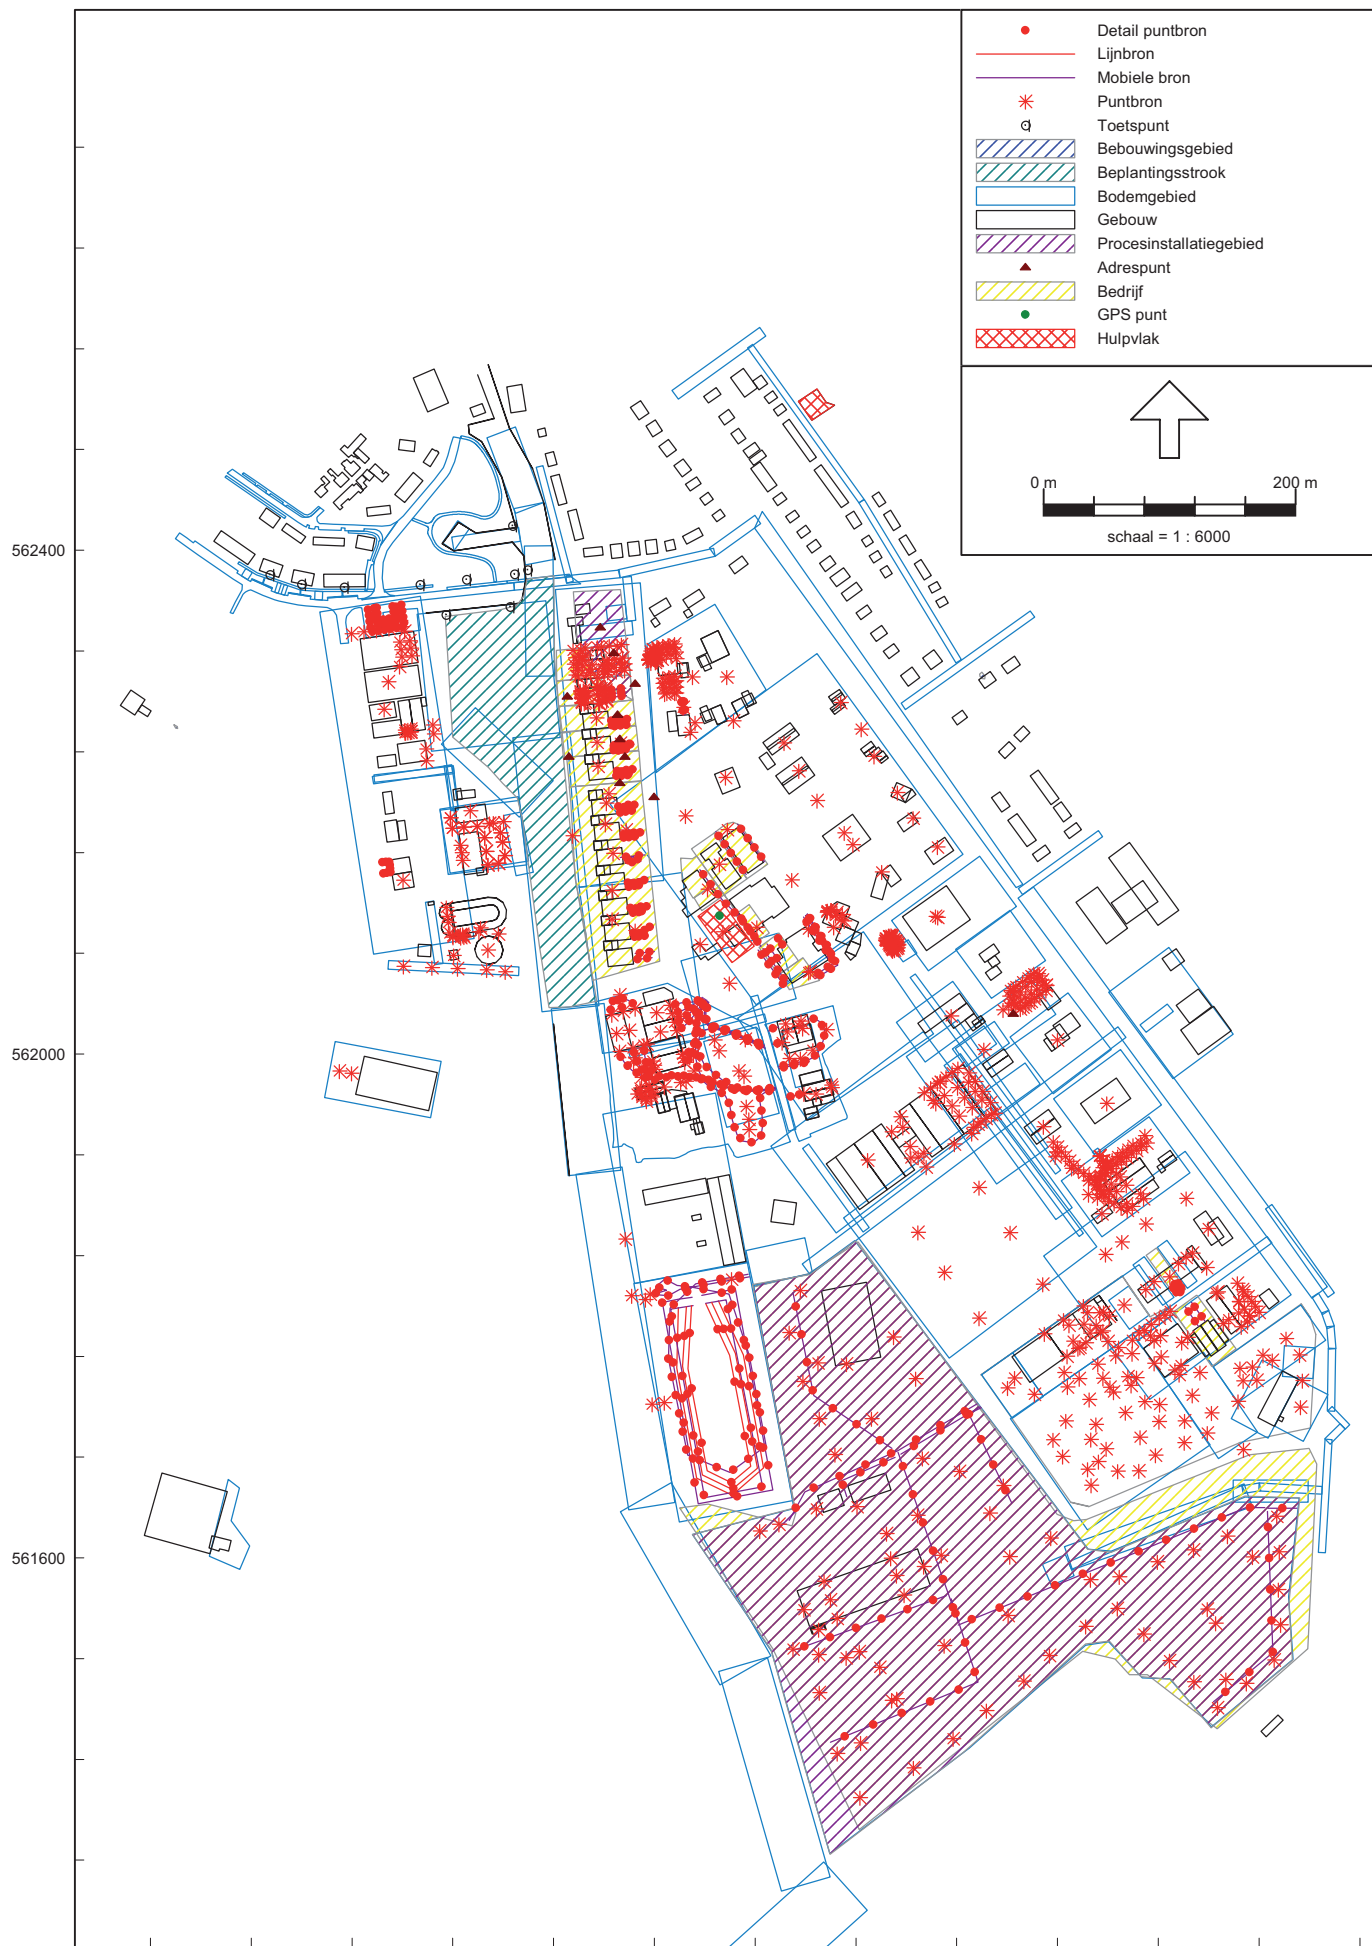 Detail puntbron
Lijnbron
Mobiele bron
Puntbron
Toetspunt
Bebouwingsgebied
Beplantingsstrook
Bodemgebied
Gebouw
Procesinstallatiegebied
Adrespunt
Bedrijf
GPS punt
Hulpvlak
0 m 200 m
schaal = 1 : 6000
562400
562000
561600